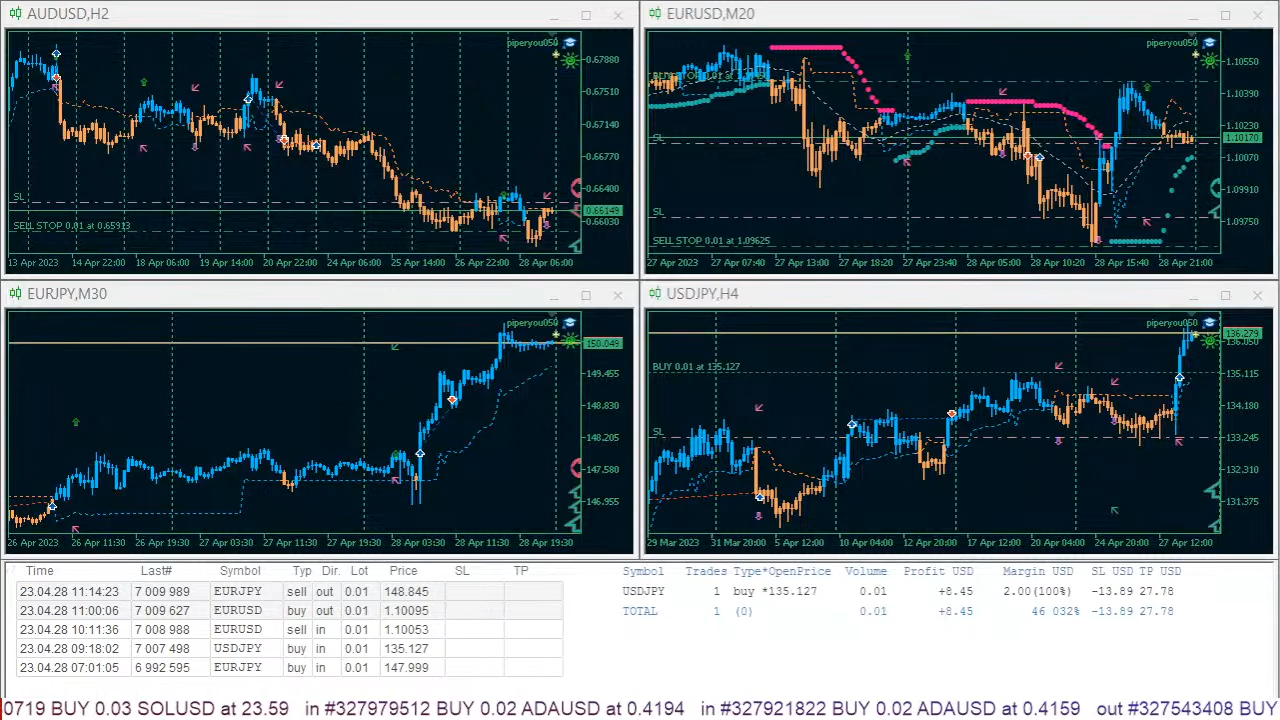 AUDUSD,H2
piperyou050
0.67880
0.67510
0.67140
0.66770
0.66400
0.66149
0.66030
SL
SELL STOP 0.01 at 0.65913
13 Apr 2023 14 Apr 22:00 18 Apr 06:00 19 Apr 14:00 20 Apr 22:00 24 Apr 06:00 25 Apr 14:00 26 Apr 22:00 28 Apr 06:00
EURUSD,M20
piperyou050
1.10555
1.10390
1.10230
1.10170
1.10070
1.09910
1.09750
SL
SL
SELL STOP 0.01 at 1.09625
27 Apr 2023 27 Apr 07:40 27 Apr 13:00 27 Apr 18:20 27 Apr 23:40 28 Apr 05:00 28 Apr 10:20 28 Apr 15:40 28 Apr 21:00
EURJPY,M30
piperyou050
150.049
149.455
148.830
148.205
147.580
146.955
26 Apr 2023 26 Apr 11:30 26 Apr 19:30 27 Apr 03:30 27 Apr 11:30 27 Apr 19:30 28 Apr 03:30 28 Apr 11:30 28 Apr 19:30
USDJPY,H4
piperyou050
136.279
136.050
BUY 0.01 at 135.127
135.115
134.180
SL
133.245
132.310
131.375
29 Mar 2023 31 Mar 20:00 5 Apr 12:00 10 Apr 04:00 12 Apr 20:00 17 Apr 12:00 20 Apr 04:00 24 Apr 20:00 27 Apr 12:00
Time Last# Symbol Typ Dir. Lot Price SL TP
23.04.28 11:14:23 7 009 989 EURJPY sell out 0.01 148.845
23.04.28 11:00:06 7 009 627 EURUSD buy out 0.01 1.10095
23.04.28 10:11:36 7 008 988 EURUSD sell in 0.01 1.10053
23.04.28 09:18:02 7 007 498 USDJPY buy in 0.01 135.127
23.04.28 07:01:05 6 992 595 EURJPY buy in 0.01 147.999
Symbol Trades Type*OpenPrice Volume Profit USD Margin USD SL USD TP USD
USDJPY 1 buy *135.127 0.01 +8.45 2.00(100%) -13.89 27.78
TOTAL 1 (0) 0.01 +8.45 46 032% -13.89 27.78
0719 BUY 0.03 SOLUSD at 23.59 in #327979512 BUY 0.02 ADAUSD at 0.4194 in #327921822 BUY 0.02 ADAUSD at 0.4159 out #327543408 BUY